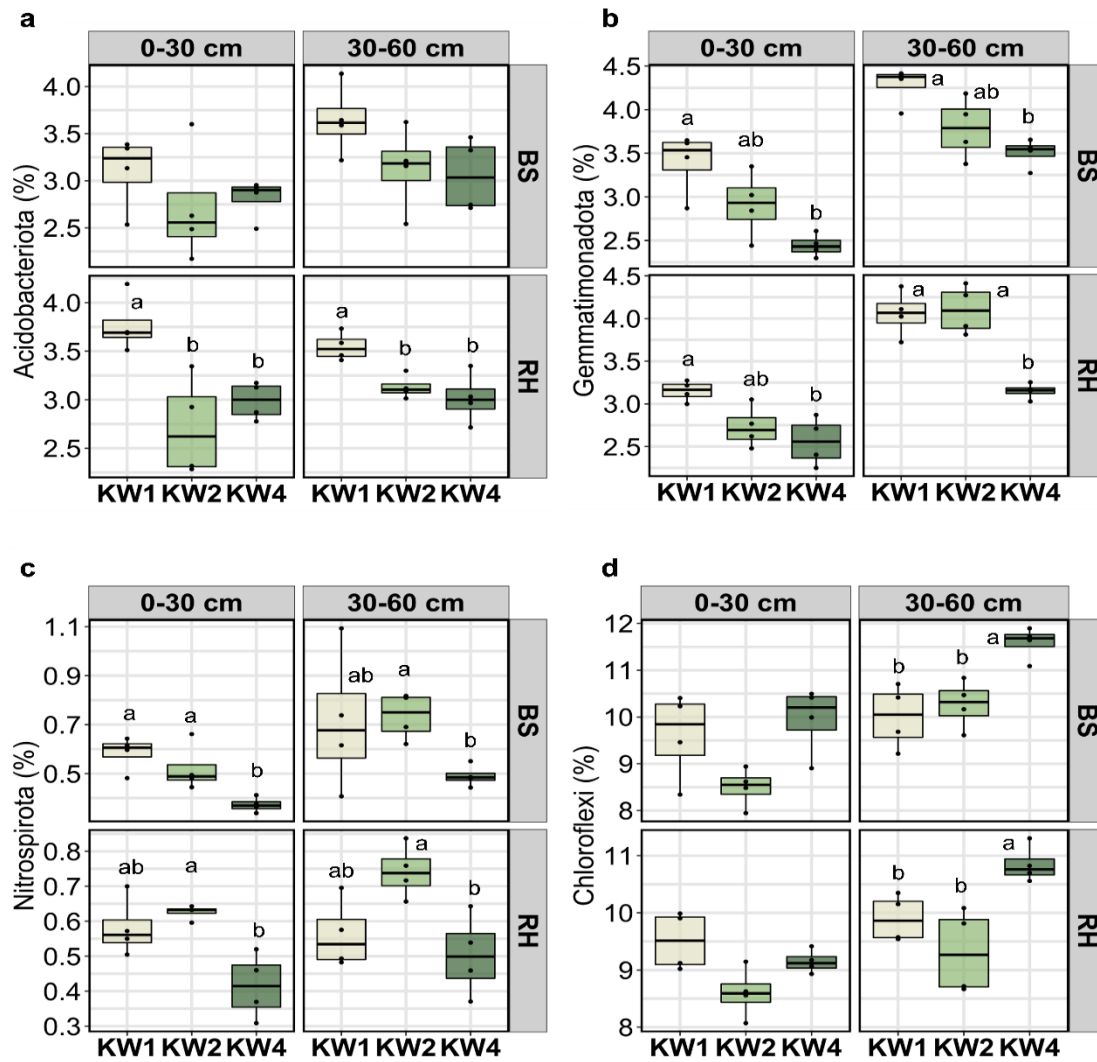 a
0-30 cm
30-60 cm
4.0
3.5
3.0
2.5
BS
a
a
b
b
b
b
4.0
3.5
3.0
2.5
RH
Acidobacteriota (%)
KW1 KW2 KW4
KW1 KW2 KW4
b
0-30 cm
30-60 cm
4.5
4.0
3.5
3.0
2.5
a
ab
b
a
ab
b
BS
4.0
3.5
3.0
2.5
a
ab
b
a
a
b
RH
Gemmatimonadota (%)
KW1 KW2 KW4
KW1 KW2 KW4
c
0-30 cm
30-60 cm
1.1
0.9
0.7
0.5
a
a
b
ab
a
b
BS
0.8
0.7
0.6
0.5
0.4
0.3
ab
a
b
ab
a
b
RH
Nitrospirota (%)
KW1 KW2 KW4
KW1 KW2 KW4
d
0-30 cm
30-60 cm
12
11
10
9
8
b
b
a
BS
11
10
9
8
b
b
a
RH
Chloroflexi (%)
KW1 KW2 KW4
KW1 KW2 KW4